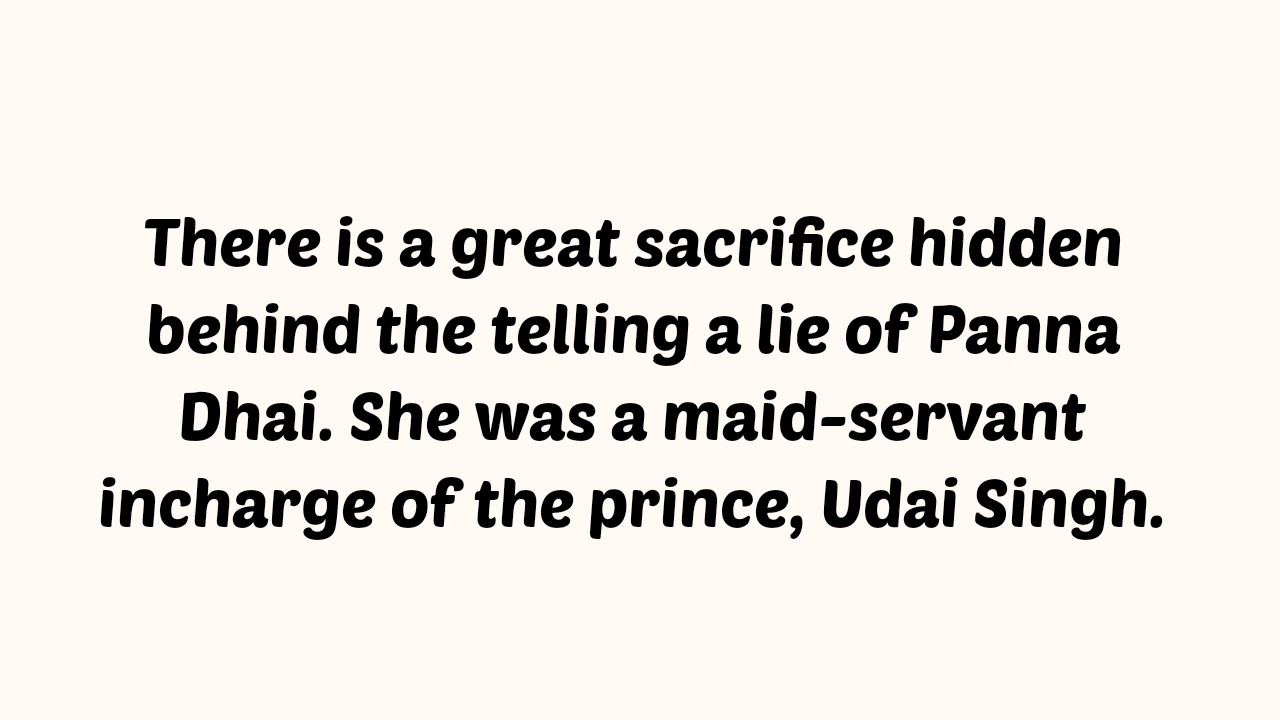 There is a great sacrifice hidden
behind the telling a lie of Panna
Dhai. She was a maid-servant
incharge of the prince, Udai Singh.